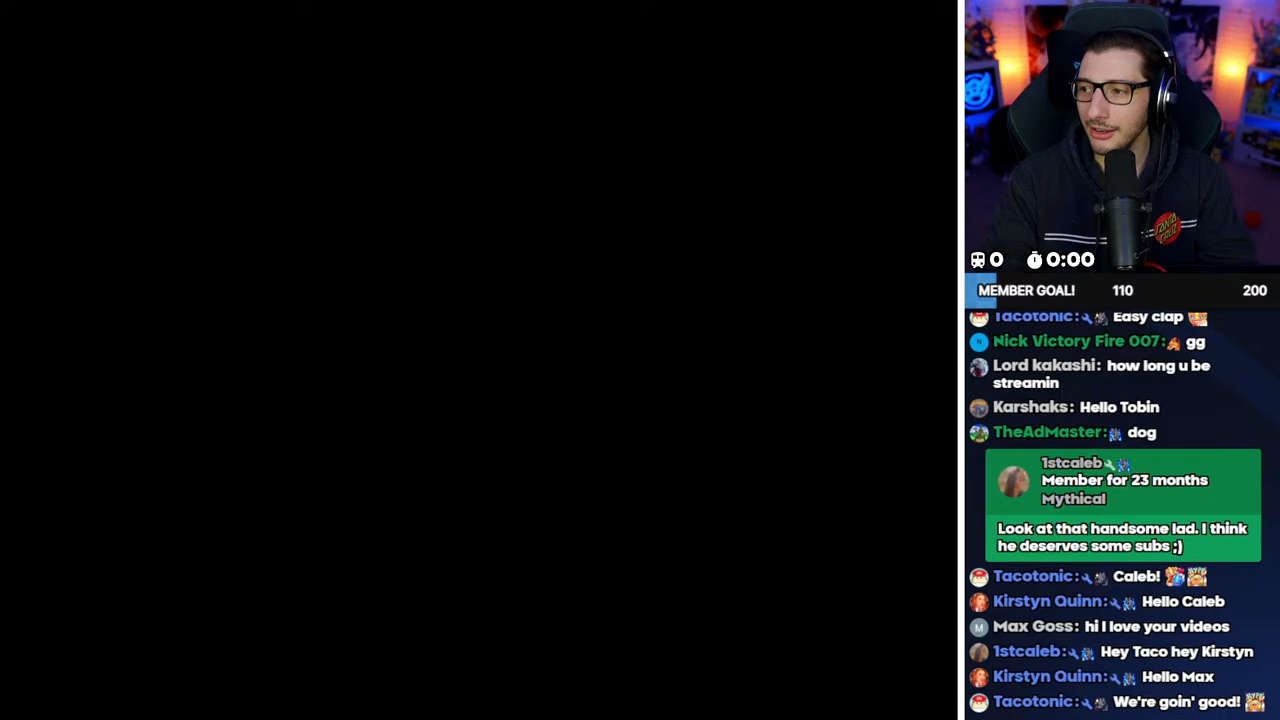 SANTA
CRUZ
0 0:00
MEMBER GOAL! 110 200
Tacotonic: Easy clap
Nick Victory Fire 007: gg
Lord kakashi: how long u be
streamin
Karshaks: Hello Tobin
TheAdMaster: dog
1stcaleb
Member for 23 months
Mythical
Look at that handsome lad. I think
he deserves some subs ;)
Tacotonic: Caleb!
Kirstyn Quinn: Hello Caleb
M Max Goss: hi I love your videos
1stcaleb: Hey Taco hey Kirstyn
Kirstyn Quinn: Hello Max
Tacotonic: We're goin' good!